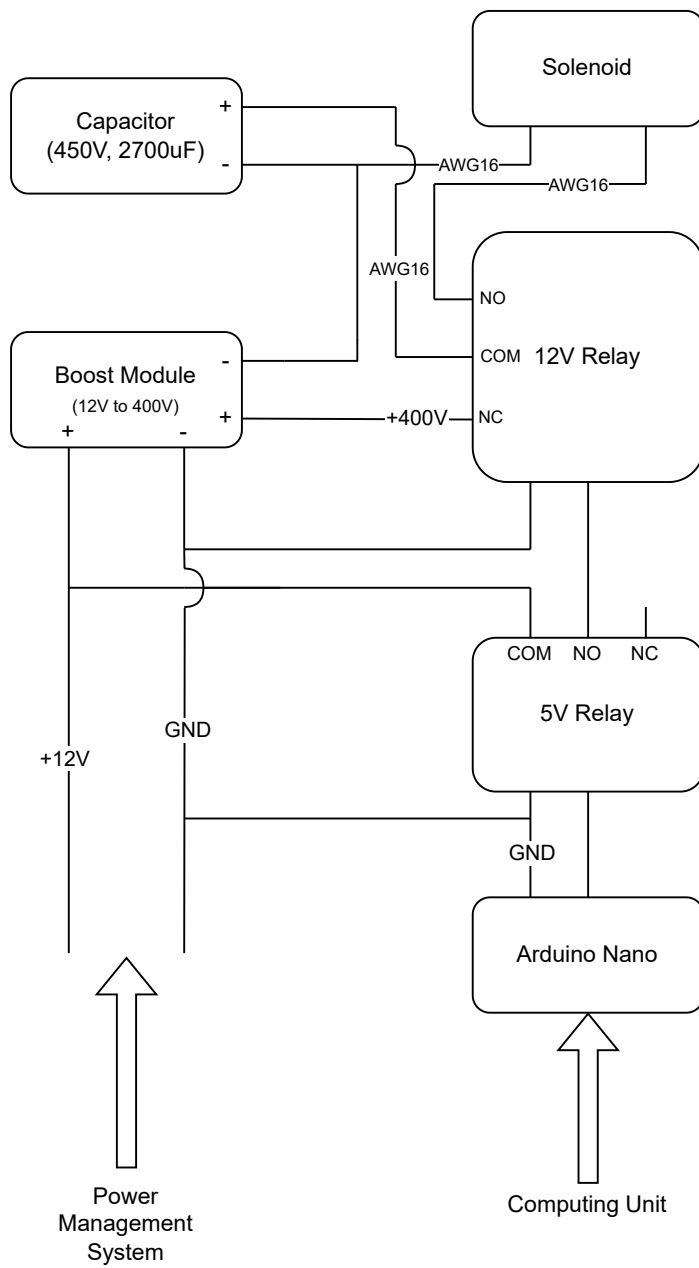 Solenoid
Capacitor
(450V, 2700uF)
+
-
AWG16
AWG16
AWG16
NO
COM
12V Relay
NC
Boost Module
(12V to 400V)
-
+
+
-
+400V
COM
NO
NC
5V Relay
GND
+12V
GND
Arduino Nano
Power
Management
System
Computing Unit